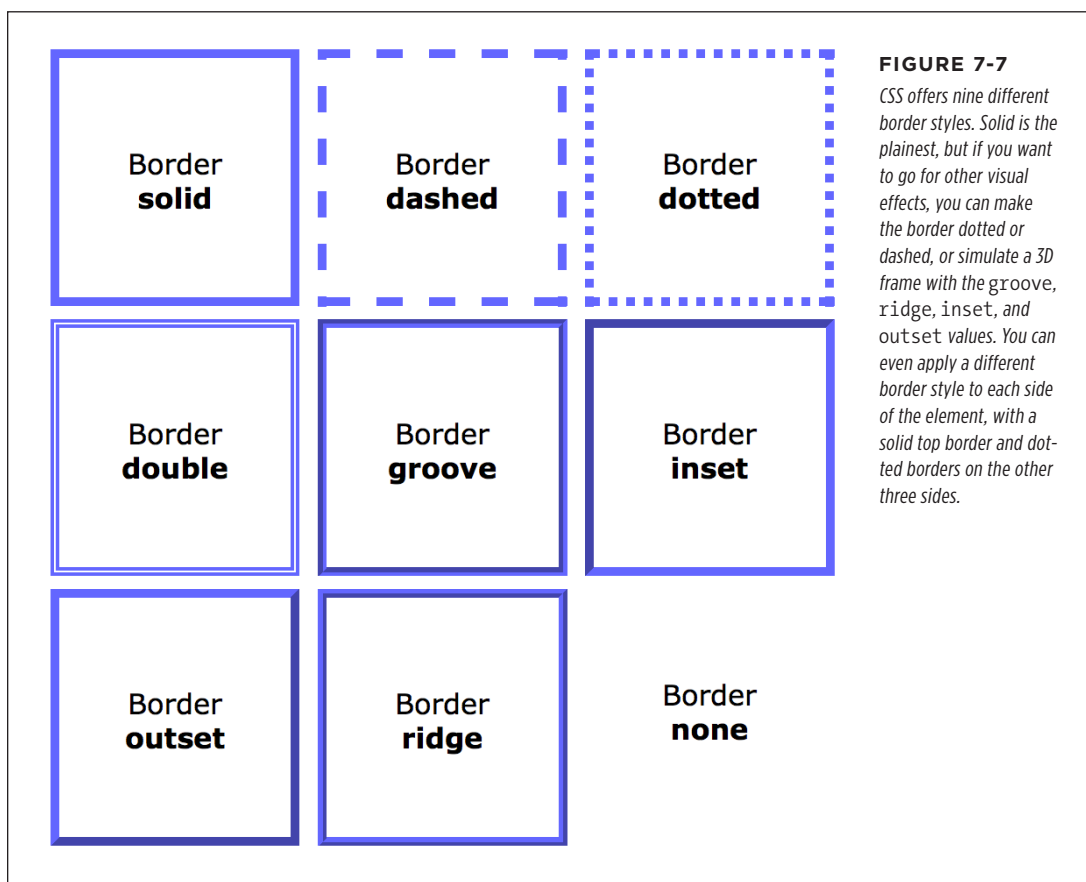 Border
solid
Border
dashed
Border
dotted
Border
double
Border
groove
Border
inset
Border
outset
Border
ridge
Border
none
FIGURE 7-7
CSS offers nine different
border styles. Solid is the
plainest, but if you want
to go for other visual
effects, you can make
the border dotted or
dashed, or simulate a 3D
frame with the groove,
ridge, inset, and
outset values. You can
even apply a different
border style to each side
of the element, with a
solid top border and dot-
ted borders on the other
three sides.